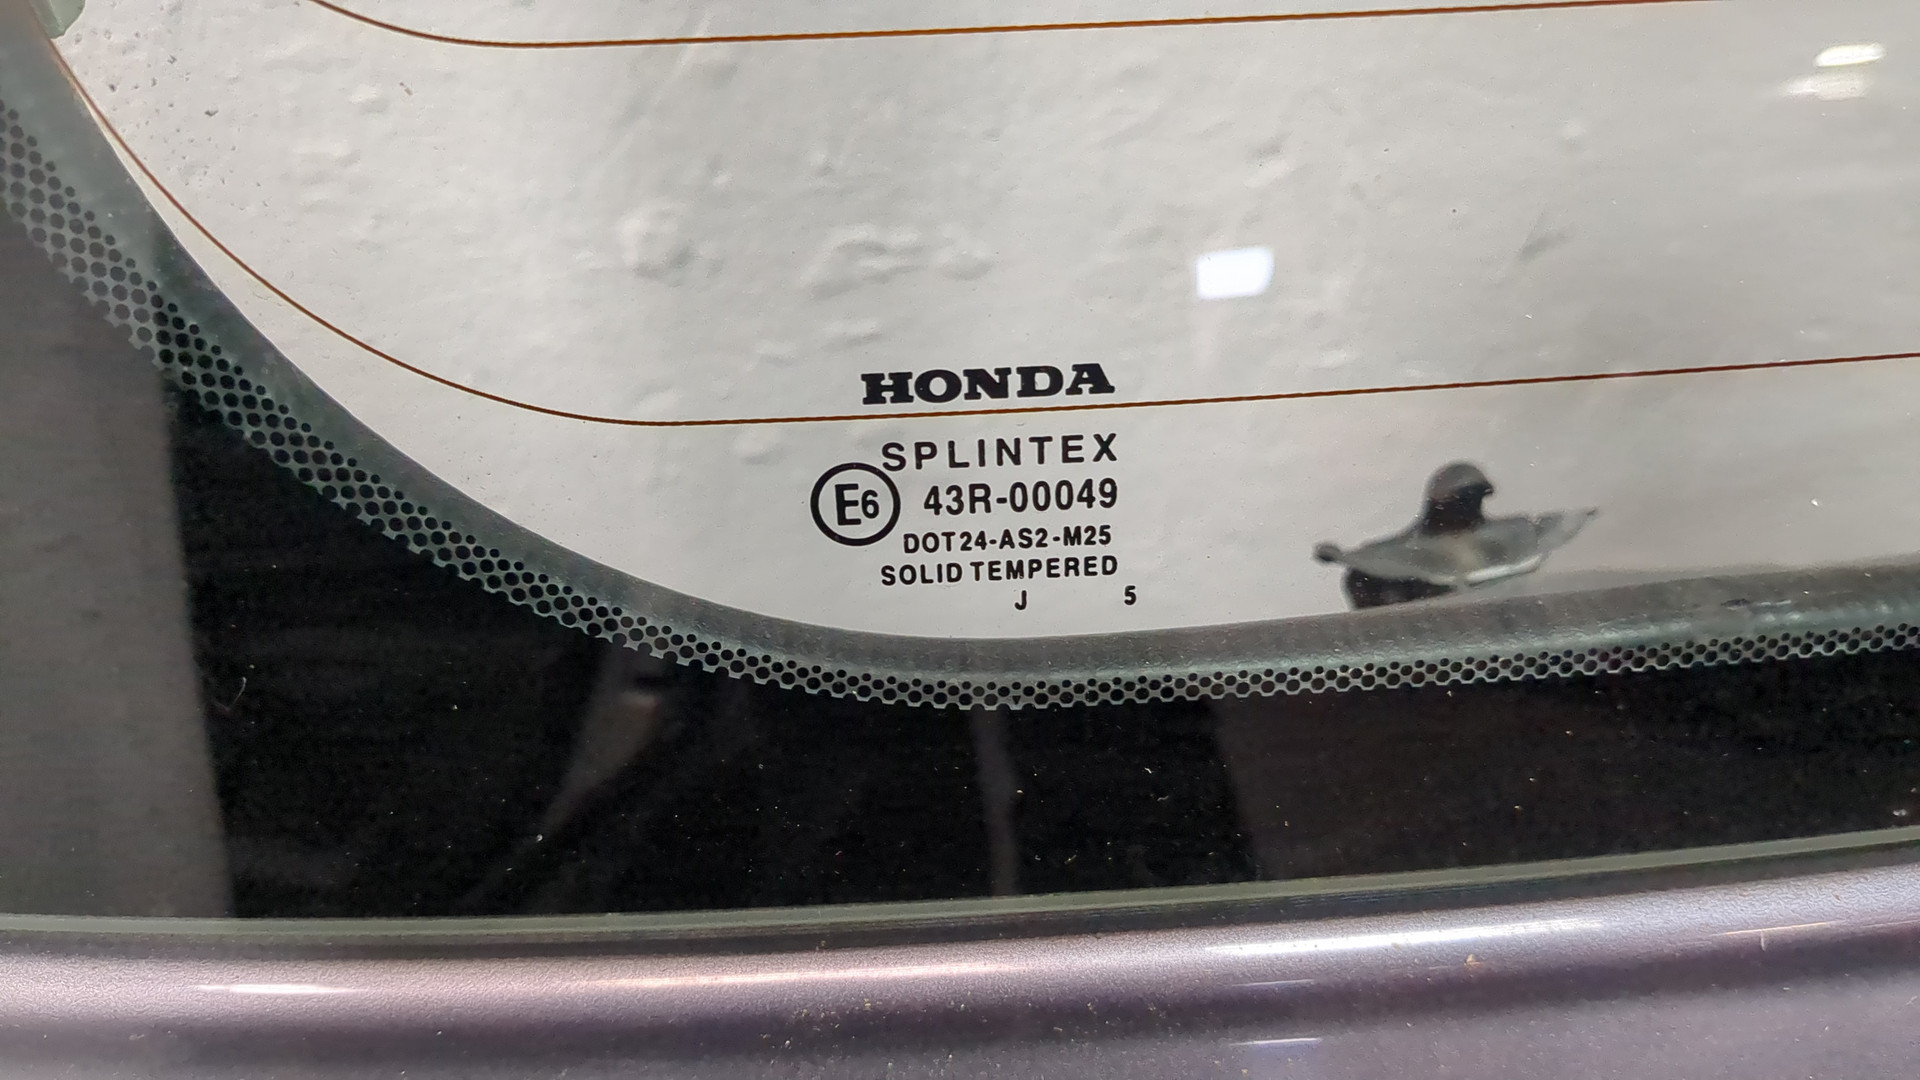 HONDA
SPLINTEX
E6 43R-00049
DOT24-AS2-M25
SOLID TEMPERED
J 5